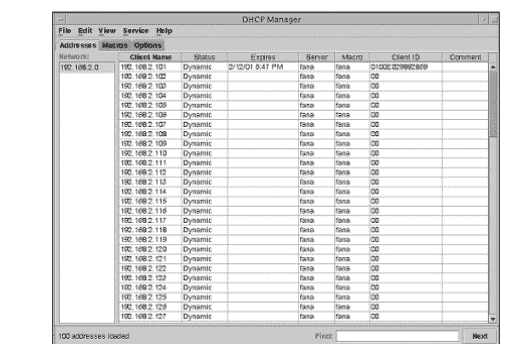 DHCP Manager
File Edit View Service Help
Addresses Macros Options
Network: Client Name Status Expires Server Macro Client ID Comment
192.168.2.0 192.168.2.101 Dynamic 2/12/01 5:47 PM fana fana
192.168.2.102 Dynamic fana fana 00
192.168.2.103 Dynamic fana fana 00
192.168.2.104 Dynamic fana fana 00
192.168.2.105 Dynamic fana fana 00
192.168.2.106 Dynamic fana fana 00
192.168.2.107 Dynamic fana fana 00
192.168.2.108 Dynamic fana fana 00
192.168.2.109 Dynamic fana fana 00
192.168.2.110 Dynamic fana fana 00
192.168.2.111 Dynamic fana fana 00
192.168.2.112 Dynamic fana fana 00
192.168.2.113 Dynamic fana fana 00
192.168.2.114 Dynamic fana fana 00
192.168.2.115 Dynamic fana fana 00
192.168.2.116 Dynamic fana fana 00
192.168.2.117 Dynamic fana fana 00
192.168.2.118 Dynamic fana fana 00
192.168.2.119 Dynamic fana fana 00
192.168.2.120 Dynamic fana fana 00
192.168.2.121 Dynamic fana fana 00
192.168.2.122 Dynamic fana fana 00
192.168.2.123 Dynamic fana fana 00
192.168.2.124 Dynamic fana fana 00
192.168.2.125 Dynamic fana fana 00
192.168.2.126 Dynamic fana fana 00
192.168.2.127 Dynamic fana fana 00
100 addresses loaded Find: Next